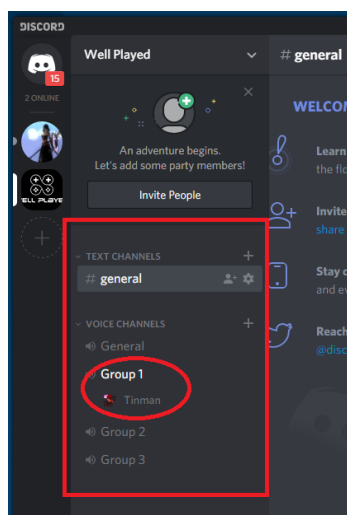 DISCORD
15
2 ONLINE
Well Played
An adventure begins.
Let's add some party members!
Invite People
TEXT CHANNELS
# general
VOICE CHANNELS
General
Group 1
Tinman
Group 2
Group 3
# general
WELCO
Learn
the flo
Invite
share
Stay
and ev
Reach
@disc
ELL PLAYE